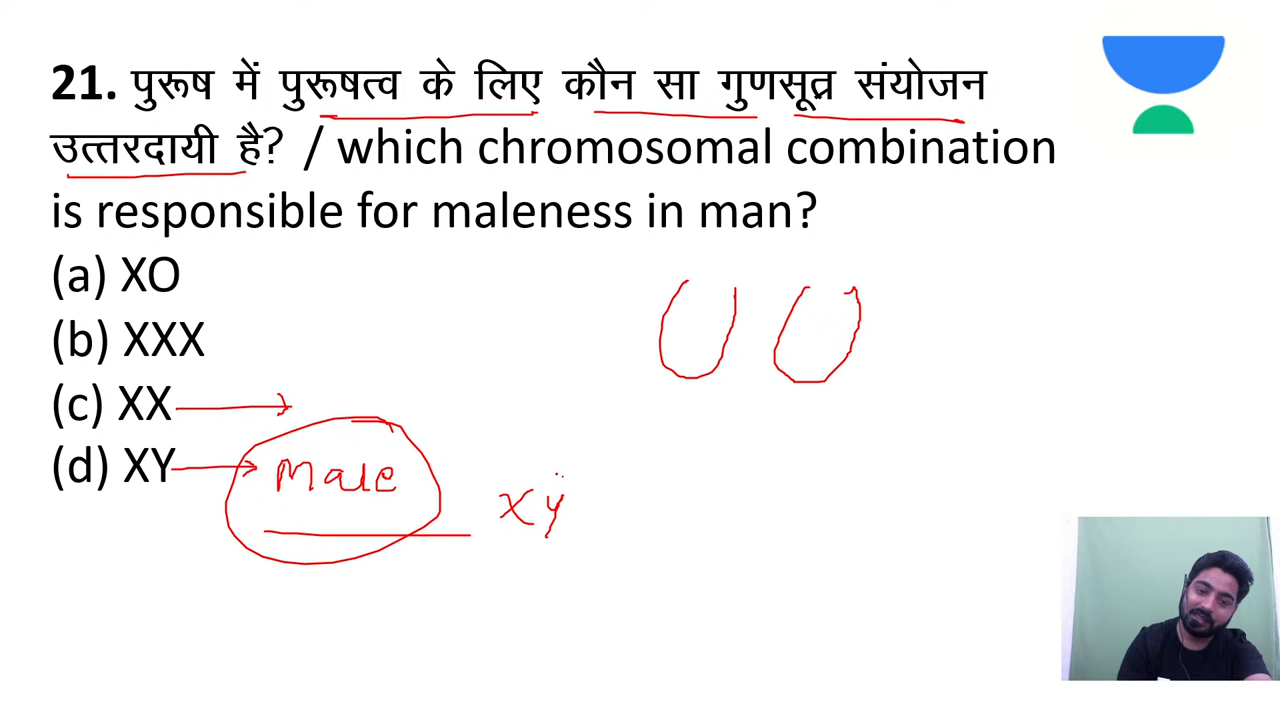 21. पुरूष में पुरूषत्व के लिए कौन सा गुणसूत्र संयोजन
उत्तरदायी है? / which chromosomal combination
is responsible for maleness in man?
(a) XO
(b) XXX
(c) XX
(d) XY
Male
XY